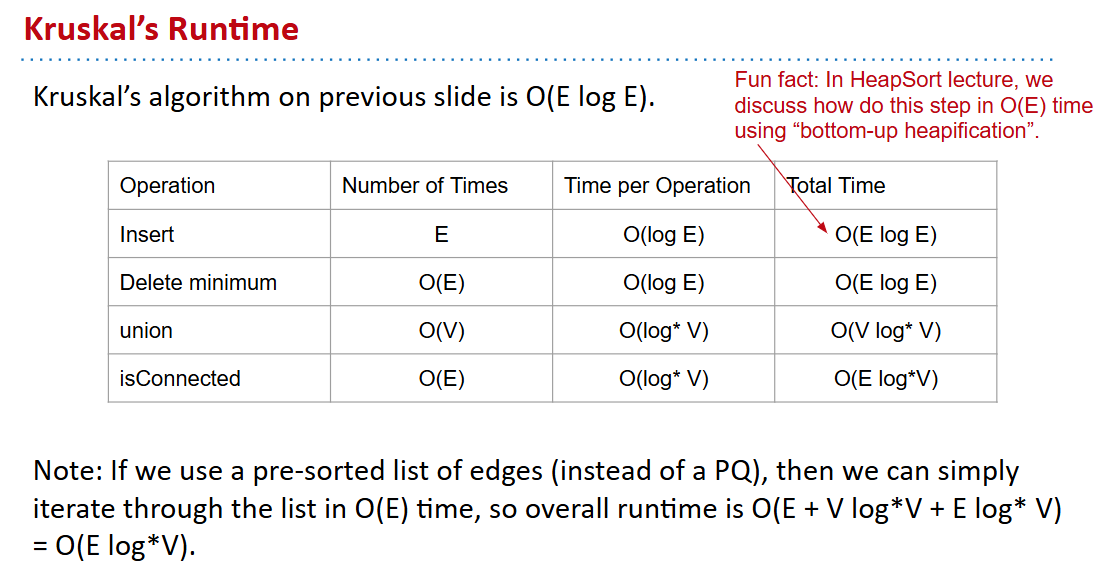 Kruskal's Runtime
Fun fact: In HeapSort lecture, we
discuss how do this step in O(E) time
using “bottom-up heapification”.
Kruskal's algorithm on previous slide is O(E log E).
Operation Number of Times Time per Operation Total Time
Insert E O(log E) O(E log E)
Delete minimum O(E) O(log E) O(E log E)
union O(V) O(log* V) O(V log* V)
isConnected O(E) O(log* V) O(E log*V)
Note: If we use a pre-sorted list of edges (instead of a PQ), then we can simply
iterate through the list in O(E) time, so overall runtime is O(E + V log*V + E log* V)
= O(E log*V).